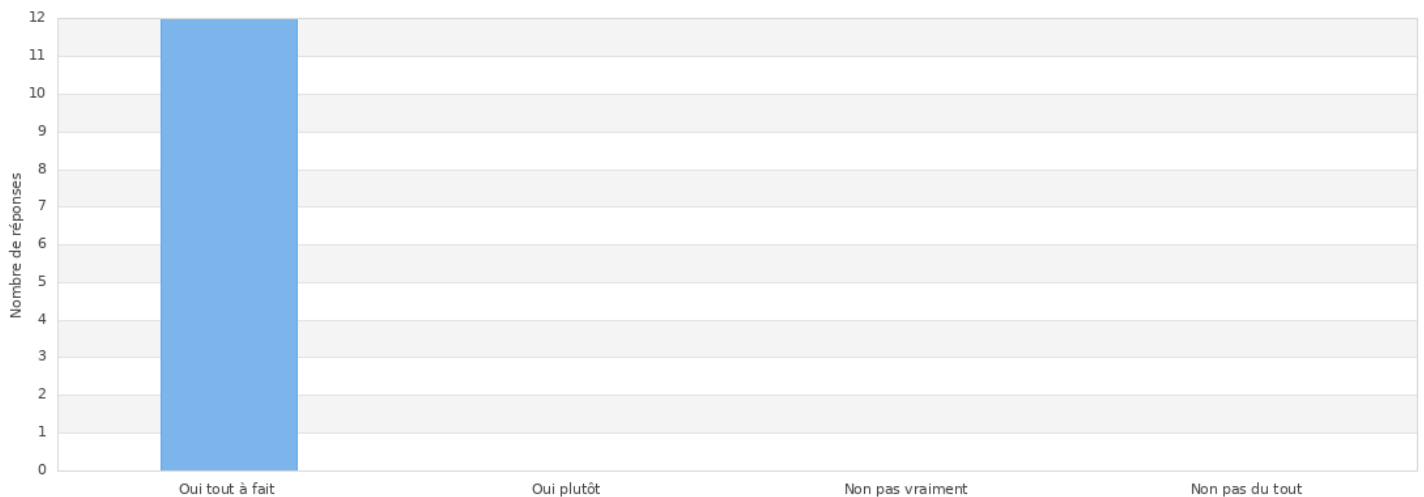 12
11
10
9
8
7
6
5
4
3
2
1
0
Nombre de réponses
Oui tout à fait
Oui plutôt
Non pas vraiment
Non pas du tout